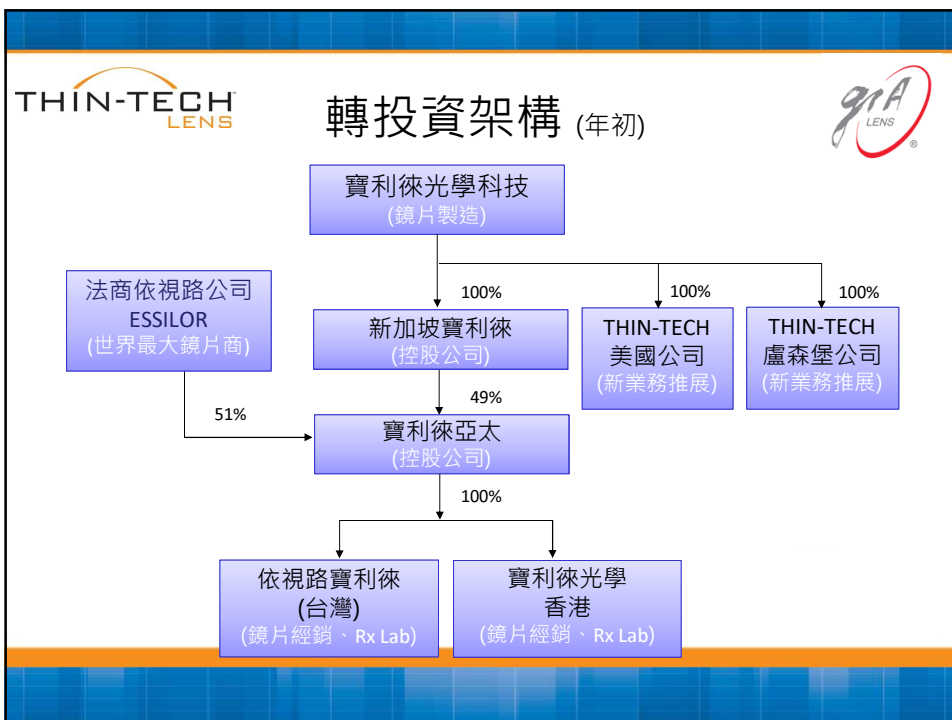 THIN-TECH
LENS
轉投資架構 (年初)
grA
LENS
®
寶利徠光學科技
(鏡片製造)
法商依視路公司
ESSILOR
(世界最大鏡片商)
100%
100%
100%
新加坡寶利徠
(控股公司)
THIN-TECH
美國公司
(新業務推展)
THIN-TECH
盧森堡公司
(新業務推展)
49%
51%
寶利徠亞太
(控股公司)
100%
依視路寶利徠
(台灣)
(鏡片經銷、Rx Lab)
寶利徠光學
香港
(鏡片經銷、Rx Lab)